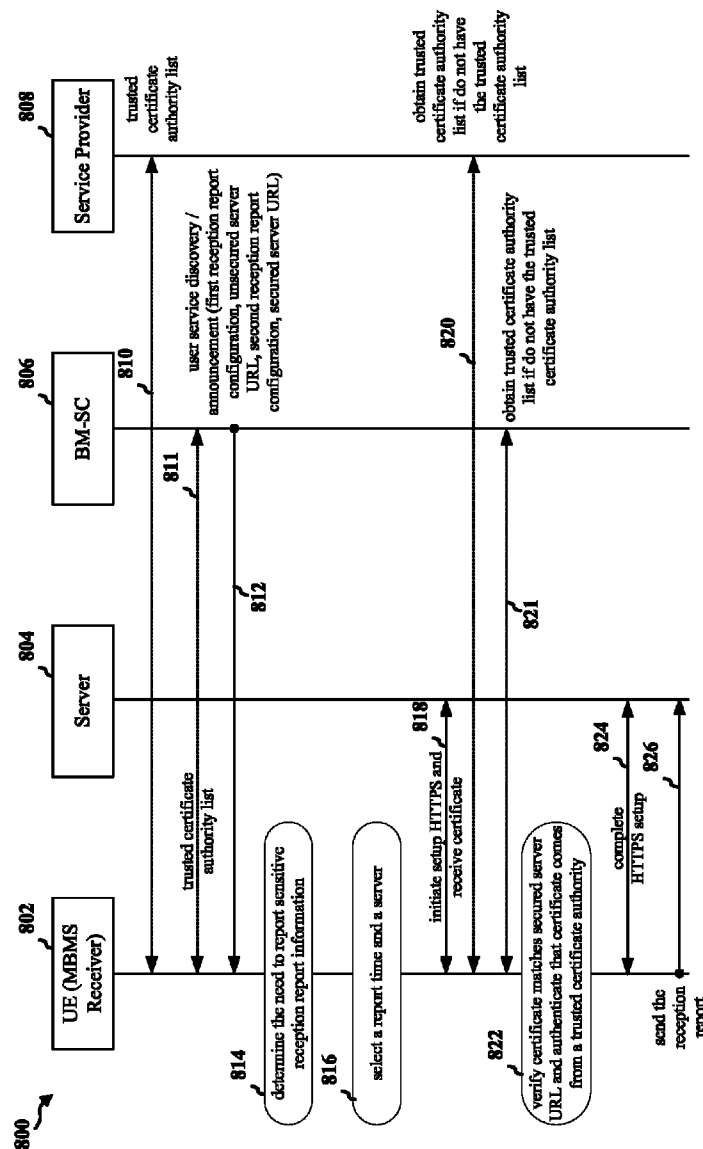 800
802
UE (MBMS
Receiver)
804
Server
806
BM-SC
808
Service Provider
810
trusted
certificate
authority list
811
trusted certificate
authority list
812
user service discovery /
announcement (first reception report
configuration, unsecured server
URL, second reception report
configuration, secured server URL)
814
determine the need to report sensitive
reception report information
816
select a report time and a server
818
initiate setup HTTPS and
receive certificate
820
obtain trusted
certificate authority
list if do not have
the trusted
certificate authority
list
821
obtain trusted certificate authority
list if do not have the trusted
certificate authority list
822
verify certificate matches secured server
URL and authenticate that certificate comes
from a trusted certificate authority
824
complete
HTTPS setup
826
send the
reception
report